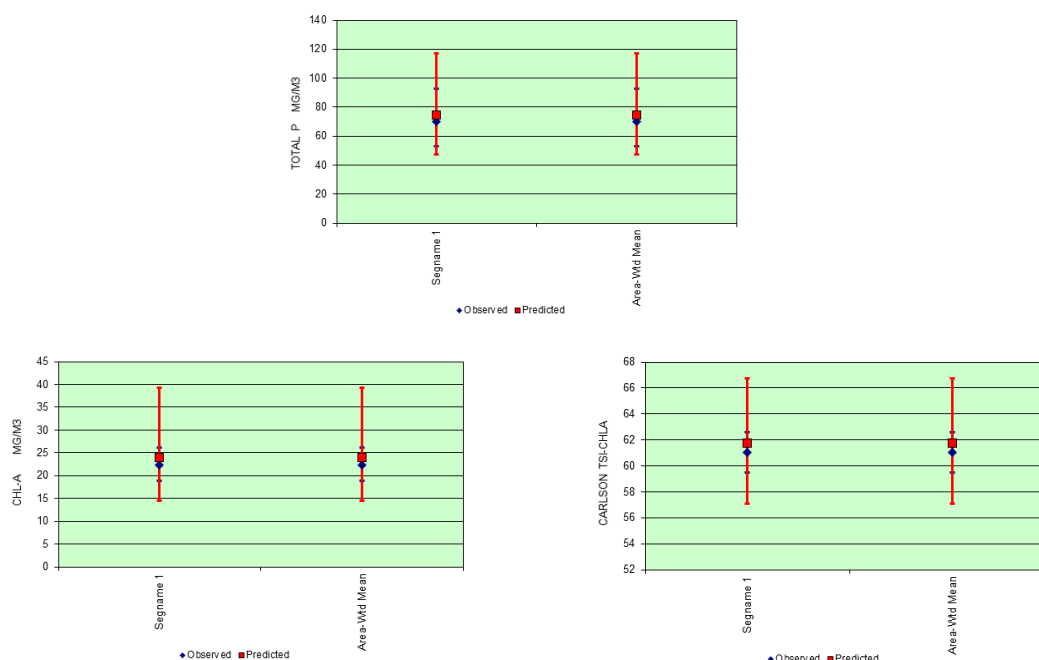 TOTAL P MG/M3
140
120
100
80
60
40
20
0
Segname 1
Area-Wtd Mean
Observed Predicted
CHL-A MG/M3
45
40
35
30
25
20
15
10
5
0
Segname 1
Area-Wtd Mean
Observed Predicted
CARLSON TSI-CHLA
68
66
64
62
60
58
56
54
52
Segname 1
Area-Wtd Mean
Observed Predicted